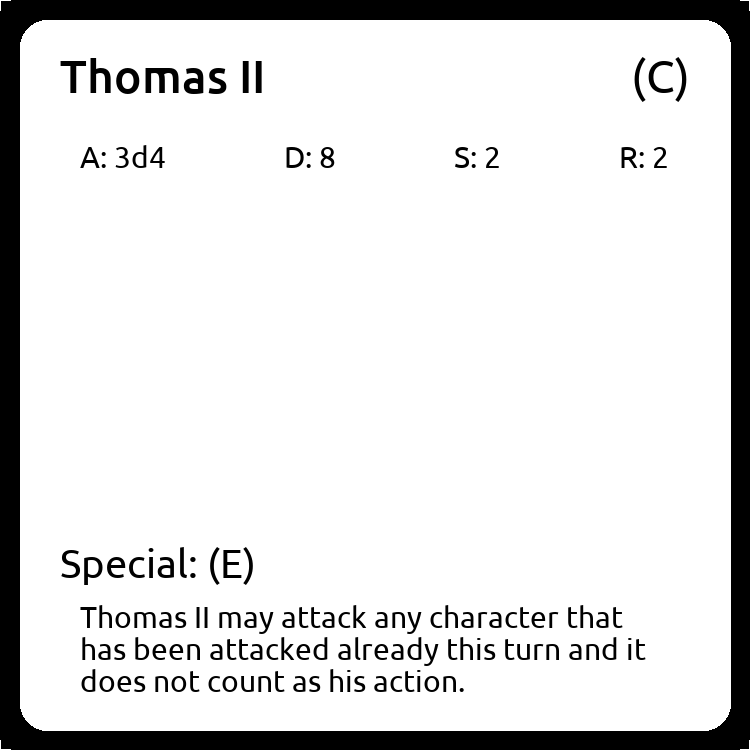 Thomas II (C)
A: 3d4 D: 8 S: 2 R: 2
Special: (E)
Thomas II may attack any character that
has been attacked already this turn and it
does not count as his action.